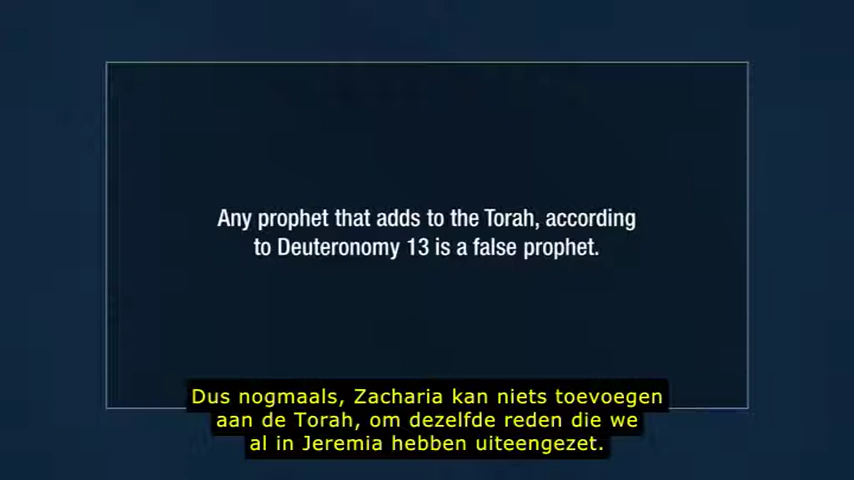 Any prophet that adds to the Torah, according
to Deuteronomy 13 is a false prophet.
Dus nogmaals, Zacharia kan niets toevoegen
aan de Torah, om dezelfde reden die we
al in Jeremia hebben uiteengezet.